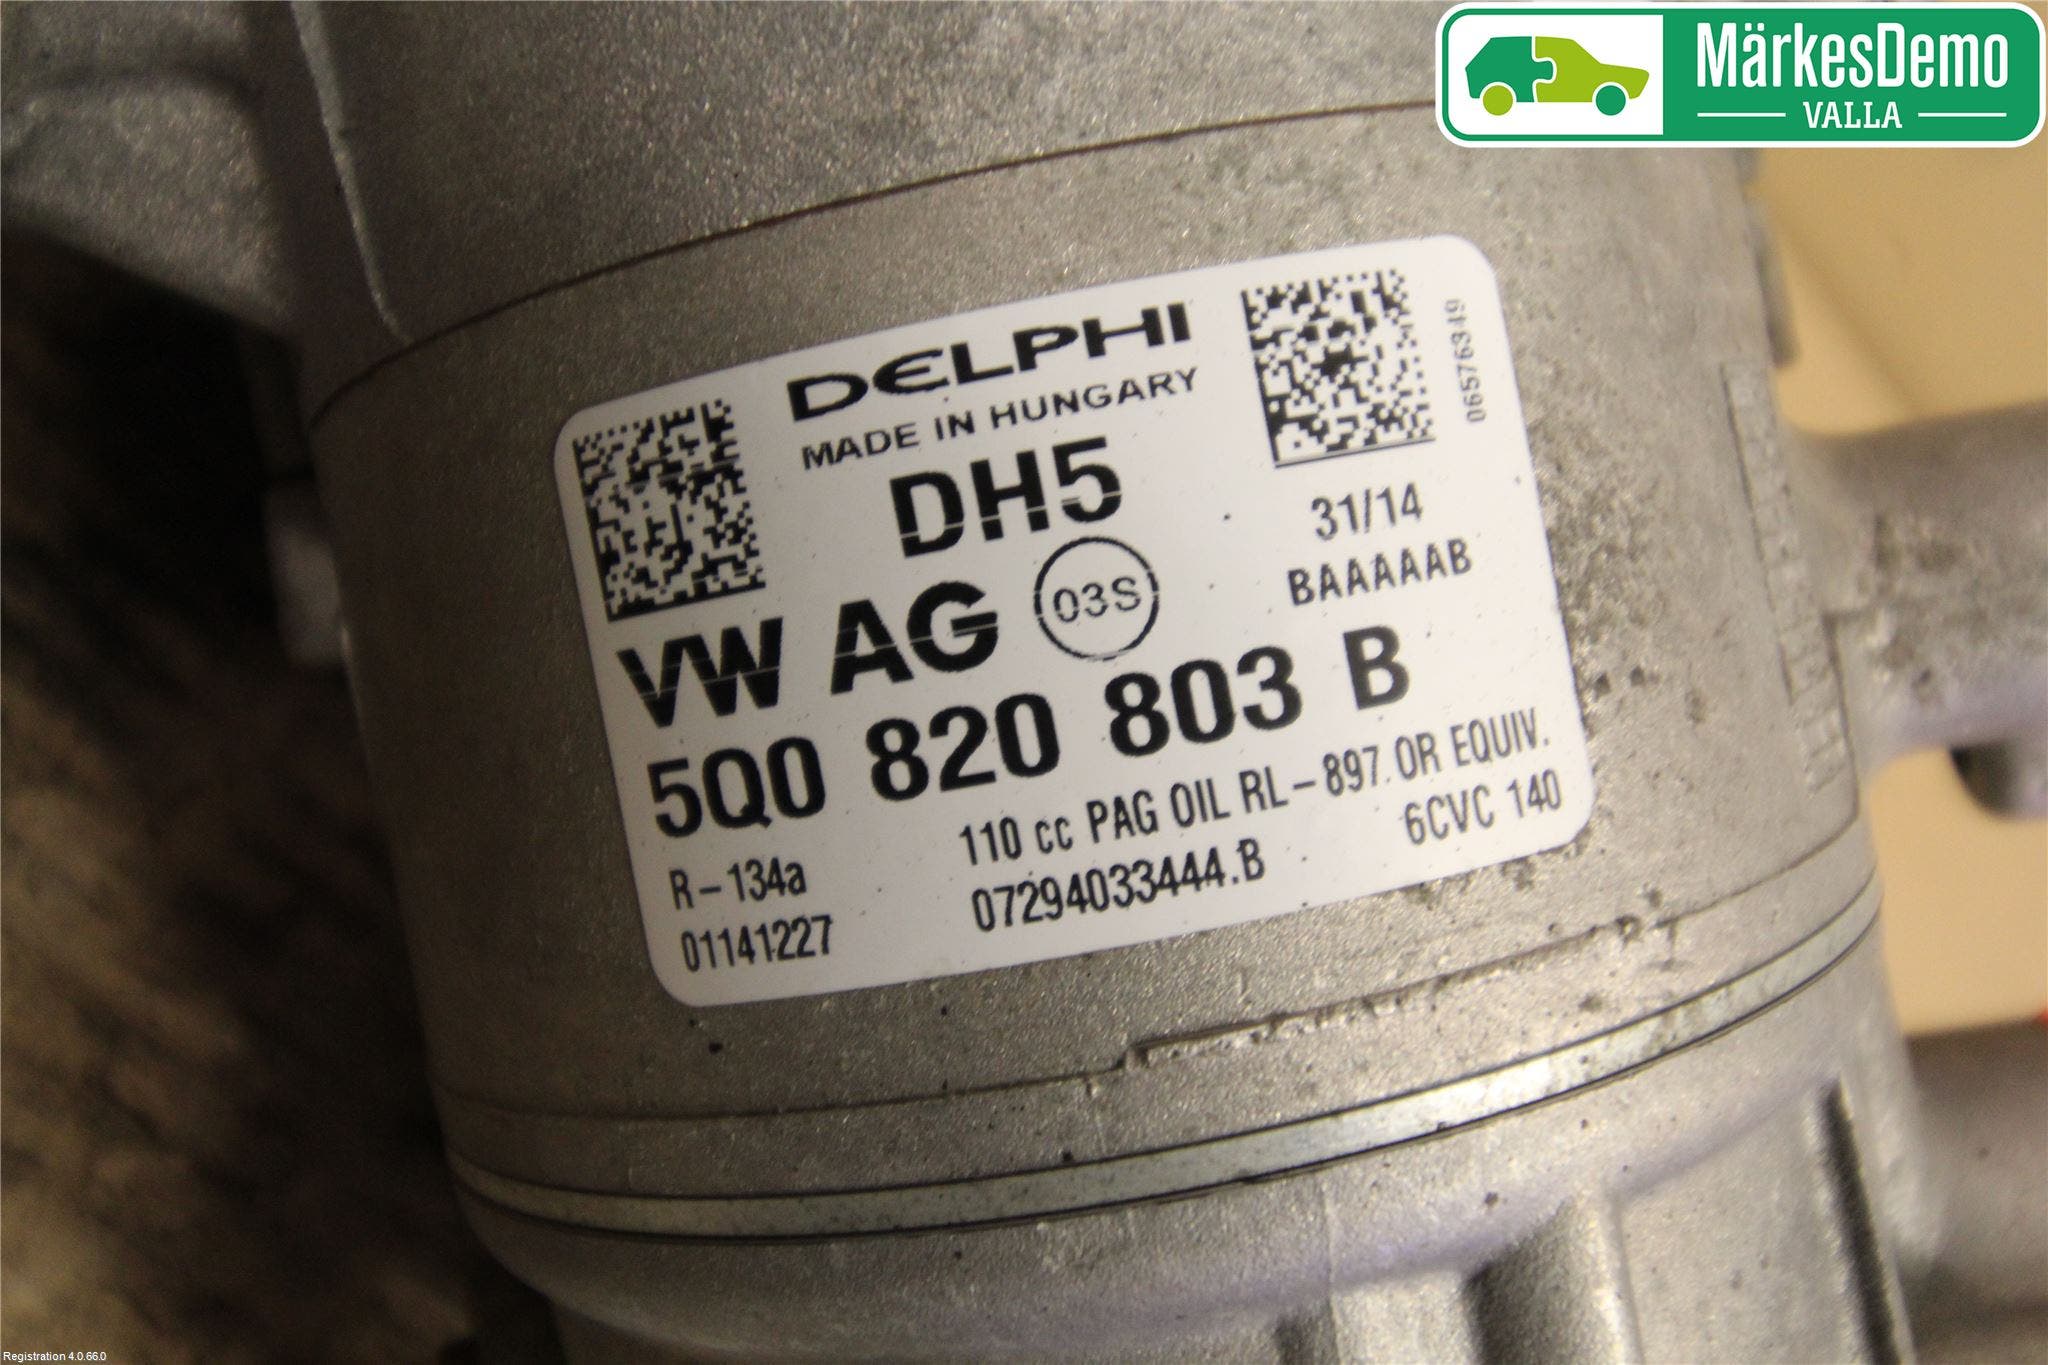 MärkesDemo
VALLA
DELPHI
MADE IN HUNGARY
DH5
06576349
31/14
BAAAAAB
VW AG 03S
5Q0 820 803 B
110 cc PAG OIL RL-897 OR EQUIV.
R-134a
07294033444.B
6CVC 140
01141227
Registration 4.0.66.0